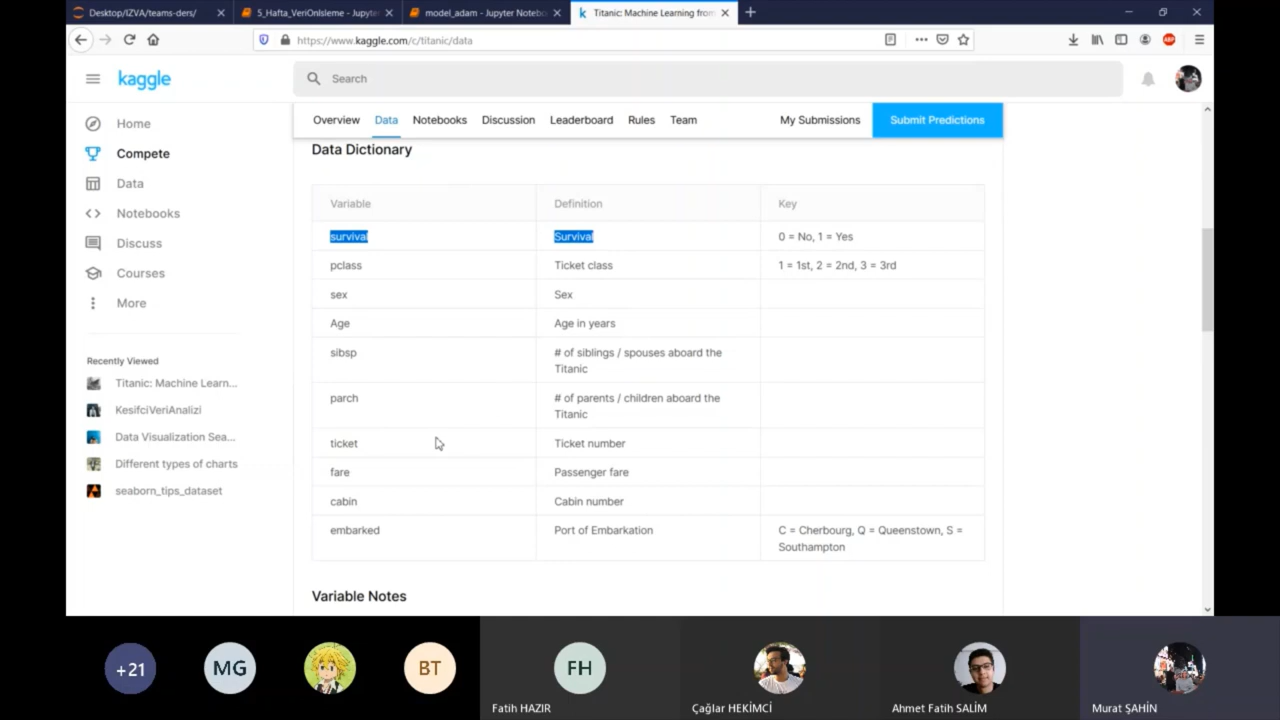 Desktop/IZVA/teams-ders/
5_Hafta_VeriOnIsleme - Jupyte
model_adam - Jupyter Notebo
Titanic: Machine Learning from
https://www.kaggle.com/c/titanic/data
ABP
kaggle
Search
Home
Compete
Data
Notebooks
Discuss
Courses
More
Recently Viewed
Titanic: Machine Learn...
KesifciVeriAnalizi
Data Visualization Sea...
Different types of charts
seaborn_tips_dataset
Overview Data Notebooks Discussion Leaderboard Rules Team My Submissions Submit Predictions
Data Dictionary
Variable Definition Key
survival Survival 0 = No, 1 = Yes
pclass Ticket class 1 = 1st, 2 = 2nd, 3 = 3rd
sex Sex
Age Age in years
sibsp # of siblings / spouses aboard the
Titanic
parch # of parents / children aboard the
Titanic
ticket Ticket number
fare Passenger fare
cabin Cabin number
embarked Port of Embarkation C = Cherbourg, Q = Queenstown, S =
Southampton
Variable Notes
+21 MG BT FH
Fatih HAZIR Çağlar HEKİMCİ Ahmet Fatih SALİM Murat ŞAHİN